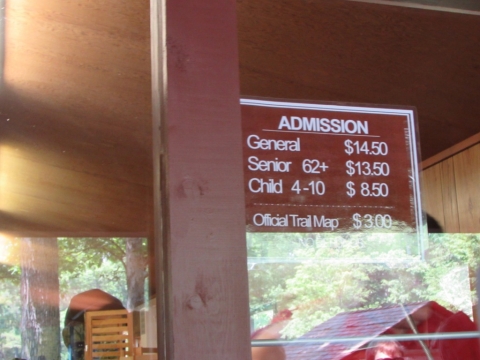 ADMISSION
General $14.50
Senior 62+ $13.50
Child 4-10 $ 8.50
Official Trail Map $3.00